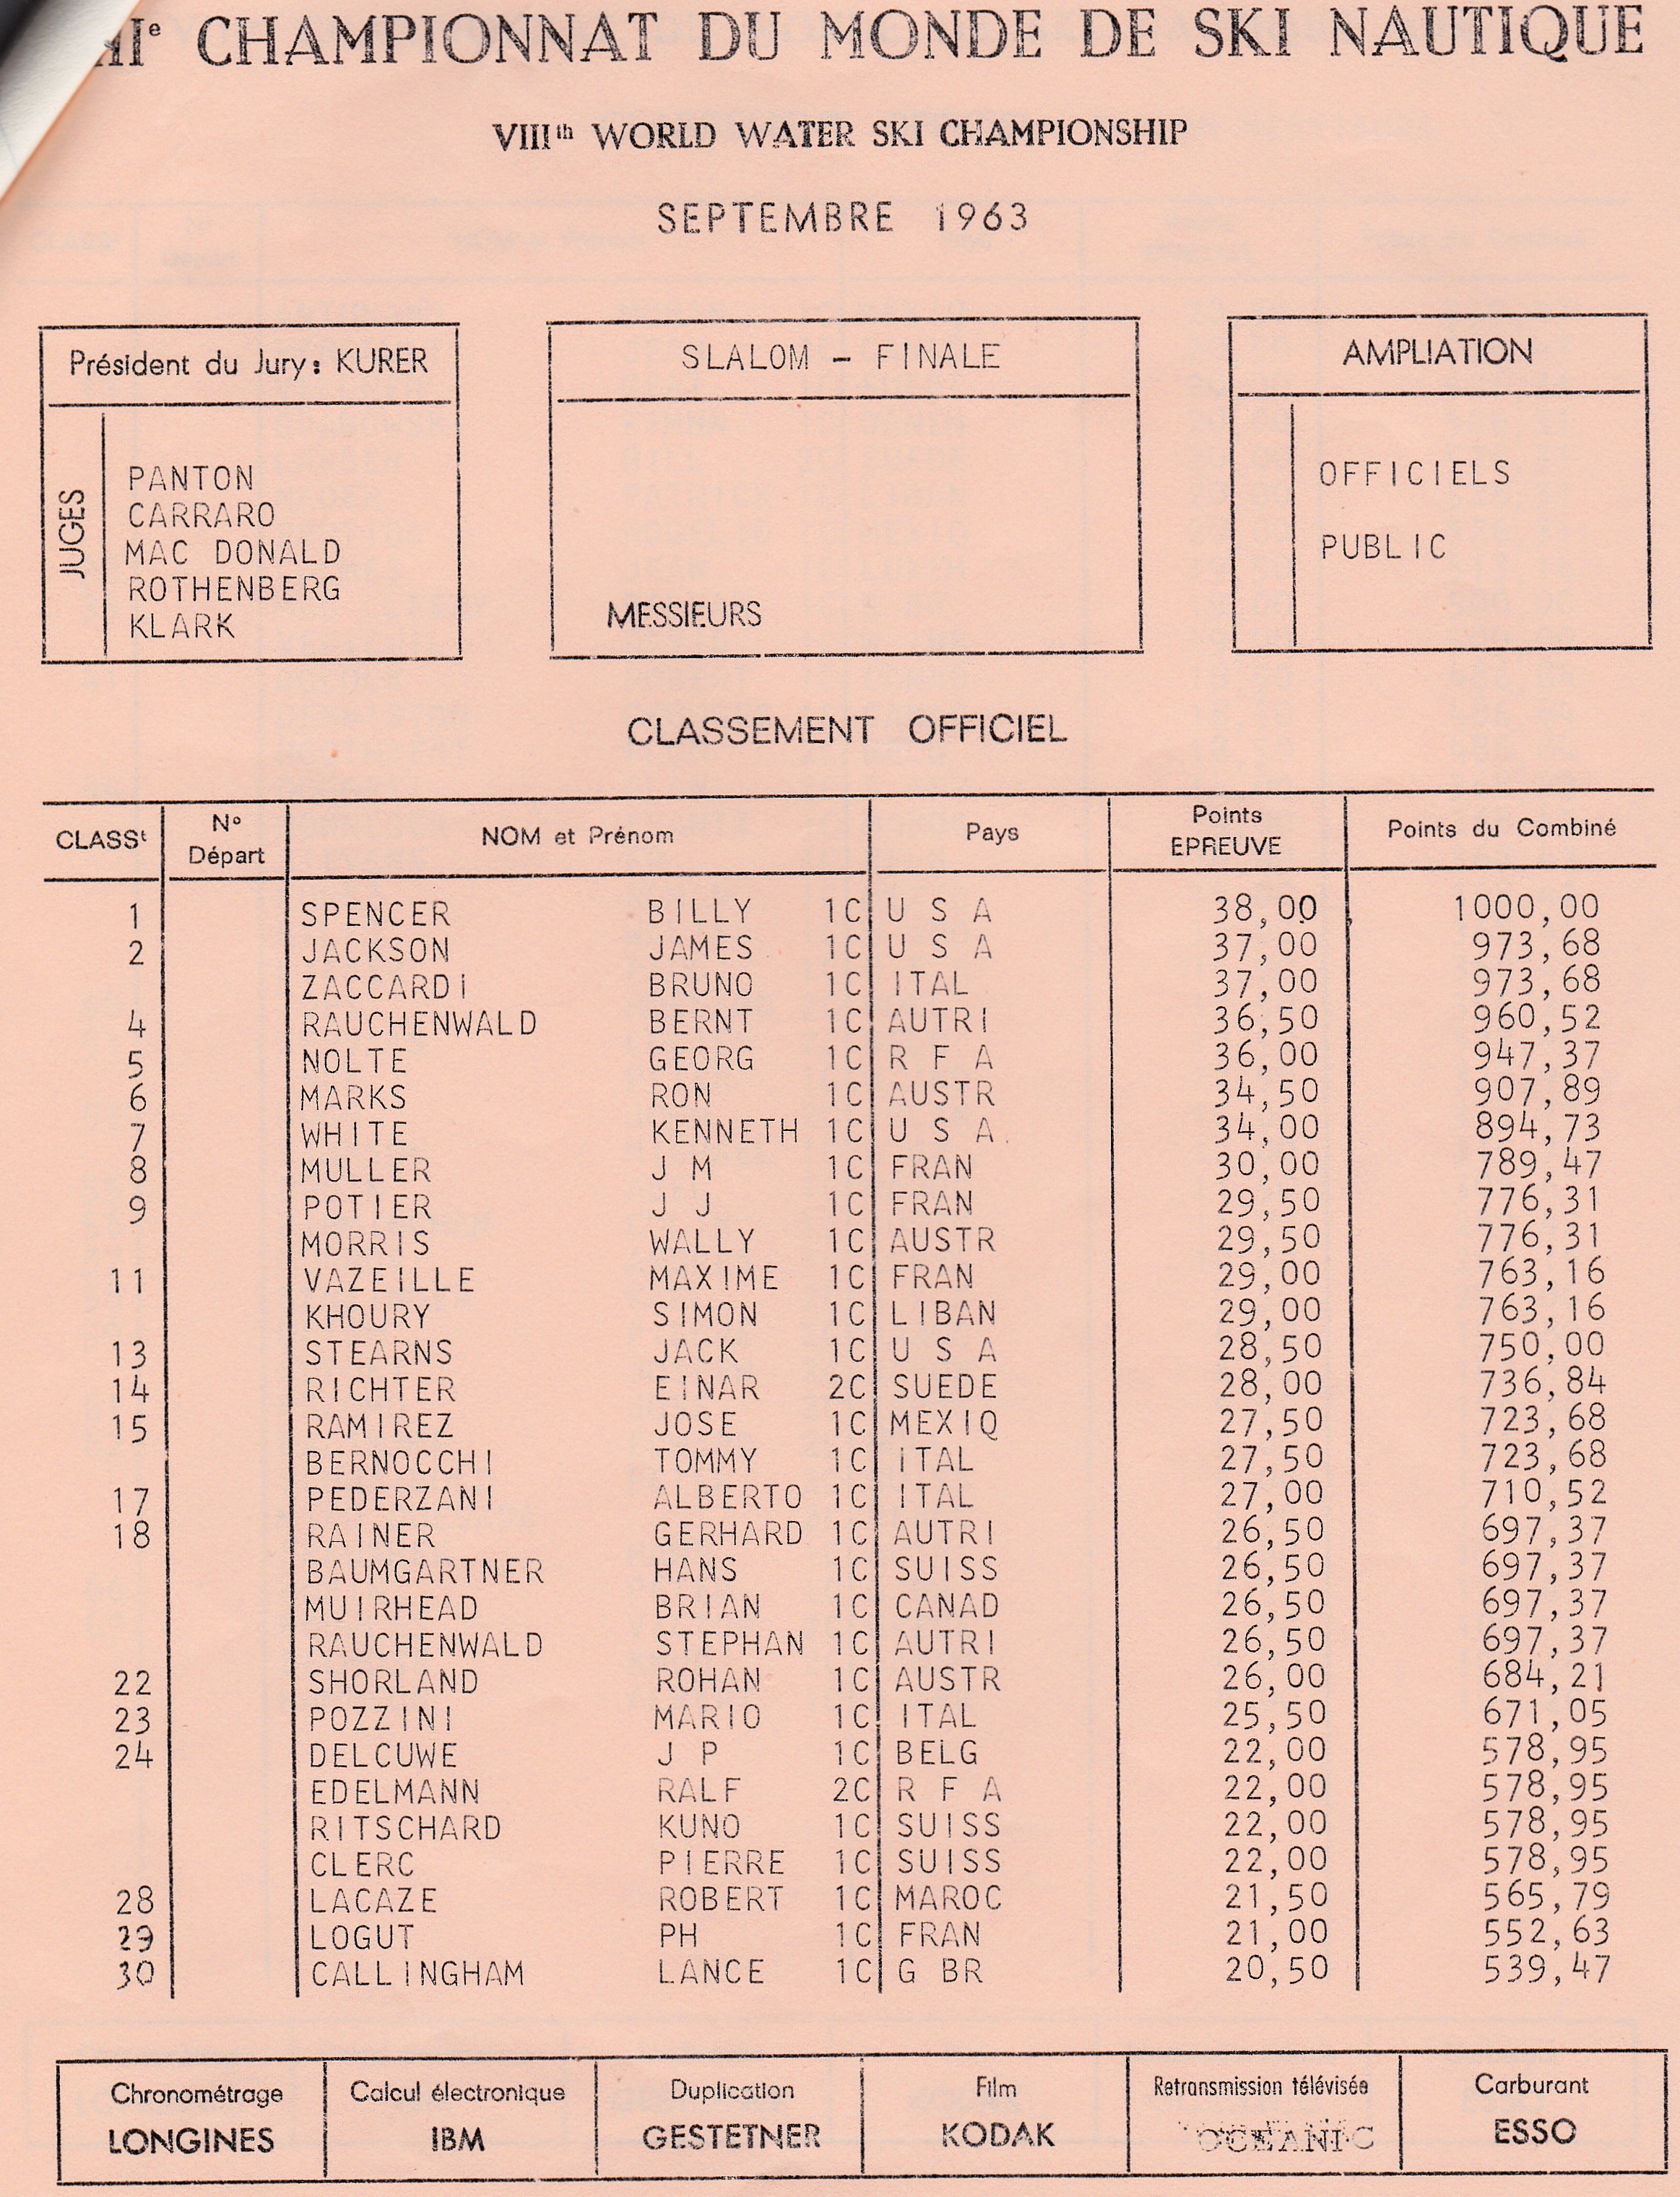 CHAMPIONNAT DU MONDE DE SKI NAUTIQUE
VIIIth WORLD WATER SKI CHAMPIONSHIP
SEPTEMBRE 1963
Président du Jury: KURER
JUGES
PANTON
CARRARO
MAC DONALD
ROTHENBERG
KLARK
SLALOM - FINALE
MESSIEURS
AMPLIATION
OFFICIELS
PUBLIC
CLASSEMENT OFFICIEL
CLASSt N° Départ NOM et Prénom Pays Points EPREUVE Points du Combiné
1 SPENCER BILLY 1C U S A 38,00 1000,00
2 JACKSON JAMES 1C U S A 37,00 973,68
ZACCARDI BRUNO 1C ITAL 37,00 973,68
4 RAUCHENWALD BERNT 1C AUTRI 36,50 960,52
5 NOLTE GEORG 1C R F A 36,00 947,37
6 MARKS RON 1C AUSTR 34,50 907,89
7 WHITE KENNETH 1C U S A 34,00 894,73
8 MULLER J M 1C FRAN 30,00 789,47
9 POTIER J J 1C FRAN 29,50 776,31
MORRIS WALLY 1C AUSTR 29,50 776,31
11 VAZEILLE MAXIME 1C FRAN 29,00 763,16
KHOURY SIMON 1C LIBAN 29,00 763,16
13 STEARNS JACK 1C U S A 28,50 750,00
14 RICHTER EINAR 2C SUEDE 28,00 736,84
15 RAMIREZ JOSE 1C MEXIQ 27,50 723,68
BERNOCCHI TOMMY 1C ITAL 27,50 723,68
17 PEDERZANI ALBERTO 1C ITAL 27,00 710,52
18 RAINER GERHARD 1C AUTRI 26,50 697,37
BAUMGARTNER HANS 1C SUISS 26,50 697,37
MUIRHEAD BRIAN 1C CANAD 26,50 697,37
RAUCHENWALD STEPHAN 1C AUTRI 26,50 697,37
22 SHORLAND ROHAN 1C AUSTR 26,00 684,21
23 POZZINI MARIO 1C ITAL 25,50 671,05
24 DELCUWE J P 1C BELG 22,00 578,95
EDELMANN RALF 2C R F A 22,00 578,95
RITSCHARD KUNO 1C SUISS 22,00 578,95
CLERC PIERRE 1C SUISS 22,00 578,95
28 LACAZE ROBERT 1C MAROC 21,50 565,79
29 LOGUT PH 1C FRAN 21,00 552,63
30 CALLINGHAM LANCE 1C G BR 20,50 539,47
Chronométrage Calcul électronique Duplication Film Retransmission télévisée Carburant
LONGINES IBM GESTETNER KODAK OCEANIC ESSO